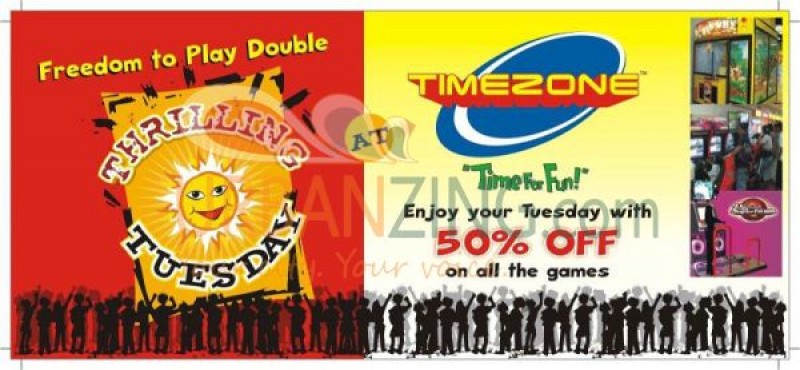 Freedom to Play Double
THRILLING
TUESDAY
AT
TIMEZONE™
"Time For Fun!"
Enjoy your Tuesday with
50% OFF
on all the games